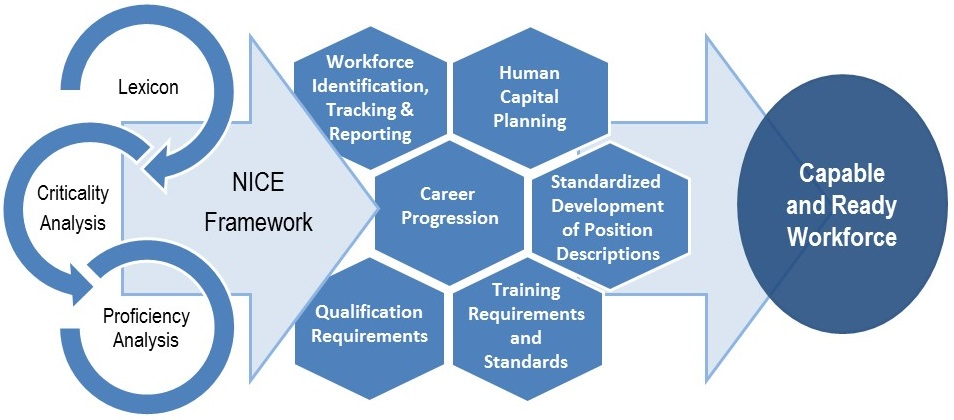 Lexicon
Criticality
Analysis
Proficiency
Analysis
NICE
Framework
Workforce
Identification,
Tracking &
Reporting
Human
Capital
Planning
Career
Progression
Standardized
Development
of Position
Descriptions
Qualification
Requirements
Training
Requirements
and
Standards
Capable
and Ready
Workforce